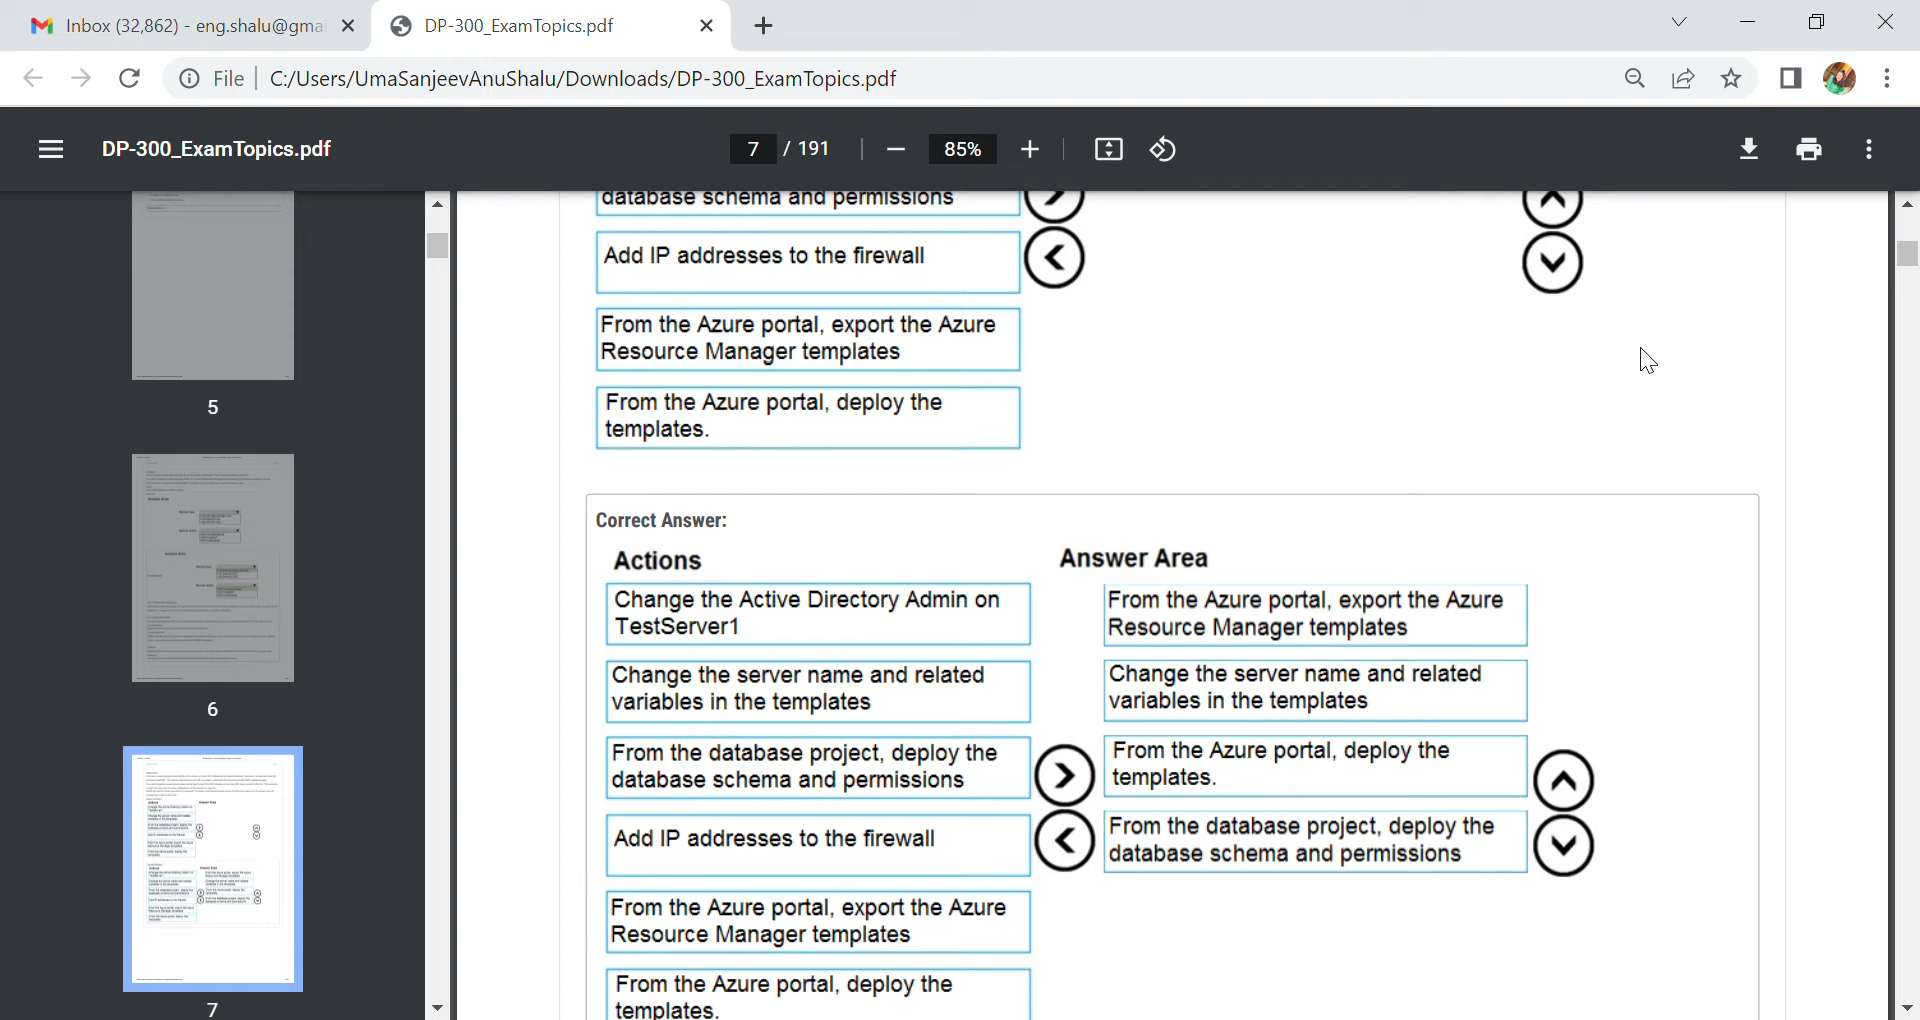 Inbox (32,862) - eng.shalu@gmai
DP-300_ExamTopics.pdf
File
C:/Users/UmaSanjeevAnuShalu/Downloads/DP-300_ExamTopics.pdf
DP-300_ExamTopics.pdf
7 / 191
85%
database schema and permissions
Add IP addresses to the firewall
From the Azure portal, export the Azure
Resource Manager templates
From the Azure portal, deploy the
templates.
5
6
7
Correct Answer:
Actions
Change the Active Directory Admin on
TestServer1
Change the server name and related
variables in the templates
From the database project, deploy the
database schema and permissions
Add IP addresses to the firewall
From the Azure portal, export the Azure
Resource Manager templates
From the Azure portal, deploy the
templates.
Answer Area
From the Azure portal, export the Azure
Resource Manager templates
Change the server name and related
variables in the templates
From the Azure portal, deploy the
templates.
From the database project, deploy the
database schema and permissions